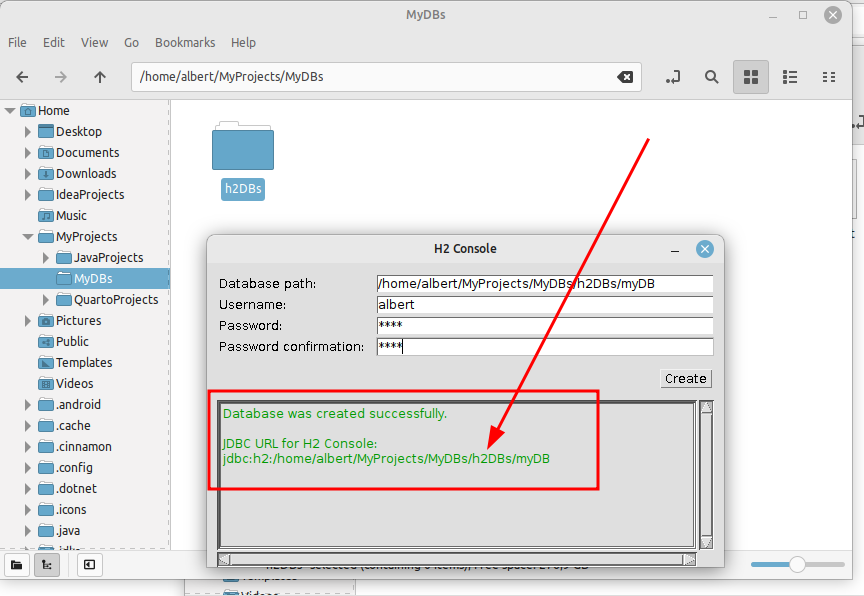 MyDBs
File Edit View Go Bookmarks Help
/home/albert/MyProjects/MyDBs
Home
Desktop
Documents
Downloads
IdeaProjects
Music
MyProjects
JavaProjects
MyDBs
QuartoProjects
Pictures
Public
Templates
Videos
.android
.cache
.cinnamon
.config
.dotnet
.icons
.java
h2DBs
H2 Console
Database path: /home/albert/MyProjects/MyDBs/h2DBs/myDB
Username: albert
Password: ****
Password confirmation: ****
Create
Database was created successfully.
JDBC URL for H2 Console:
jdbc:h2:/home/albert/MyProjects/MyDBs/h2DBs/myDB